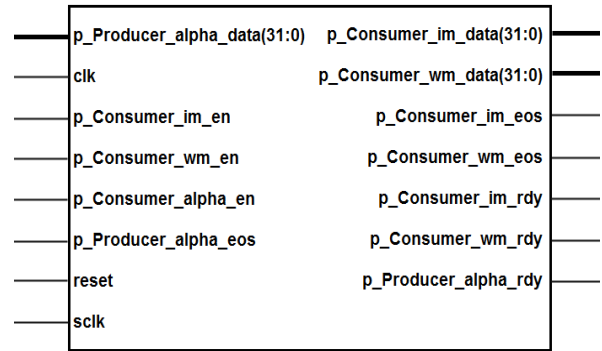 p_Producer_alpha_data(31:0) p_Consumer_im_data(31:0)
clk p_Consumer_wm_data(31:0)
p_Consumer_im_en p_Consumer_im_eos
p_Consumer_wm_en p_Consumer_wm_eos
p_Consumer_alpha_en p_Consumer_im_rdy
p_Producer_alpha_eos p_Consumer_wm_rdy
reset p_Producer_alpha_rdy
sclk